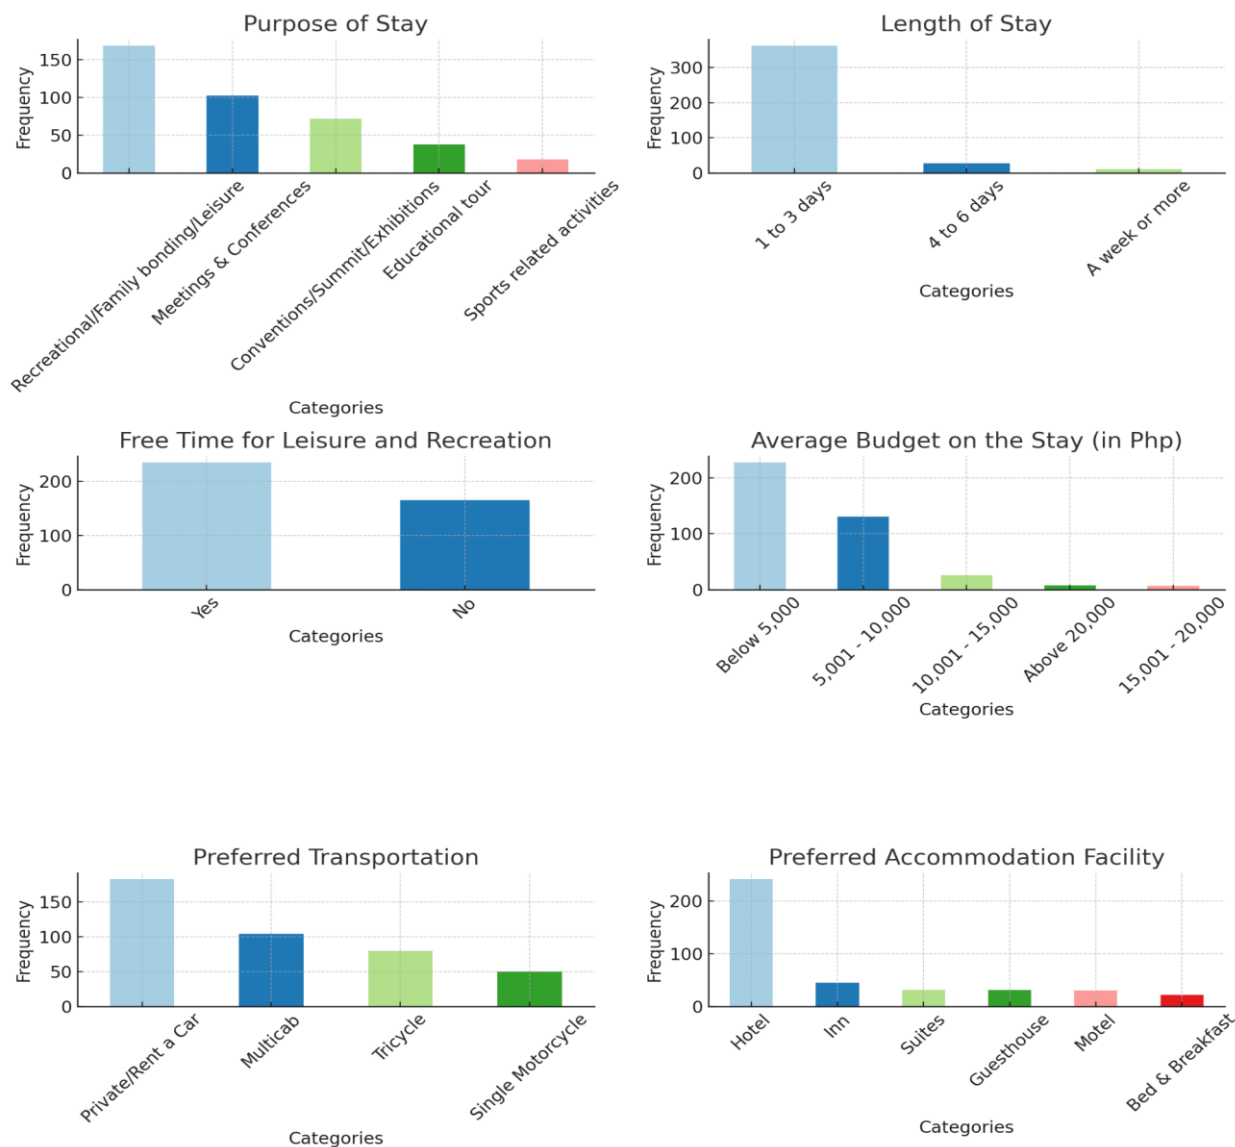 Purpose of Stay
Frequency
150
100
50
0
Recreational/Family bonding/Leisure
Meetings & Conferences
Conventions/Summit/Exhibitions
Educational tour
Sports related activities
Categories
Length of Stay
Frequency
300
200
100
0
1 to 3 days
4 to 6 days
A week or more
Categories
Free Time for Leisure and Recreation
Frequency
200
100
0
Yes
No
Categories
Average Budget on the Stay (in Php)
Frequency
200
100
0
Below 5,000
5,001 - 10,000
10,001 - 15,000
Above 20,000
15,001 - 20,000
Categories
Preferred Transportation
Frequency
150
100
50
0
Private/Rent a Car
Multicab
Tricycle
Single Motorcycle
Categories
Preferred Accommodation Facility
Frequency
200
100
0
Hotel
Inn
Suites
Guesthouse
Motel
Bed & Breakfast
Categories